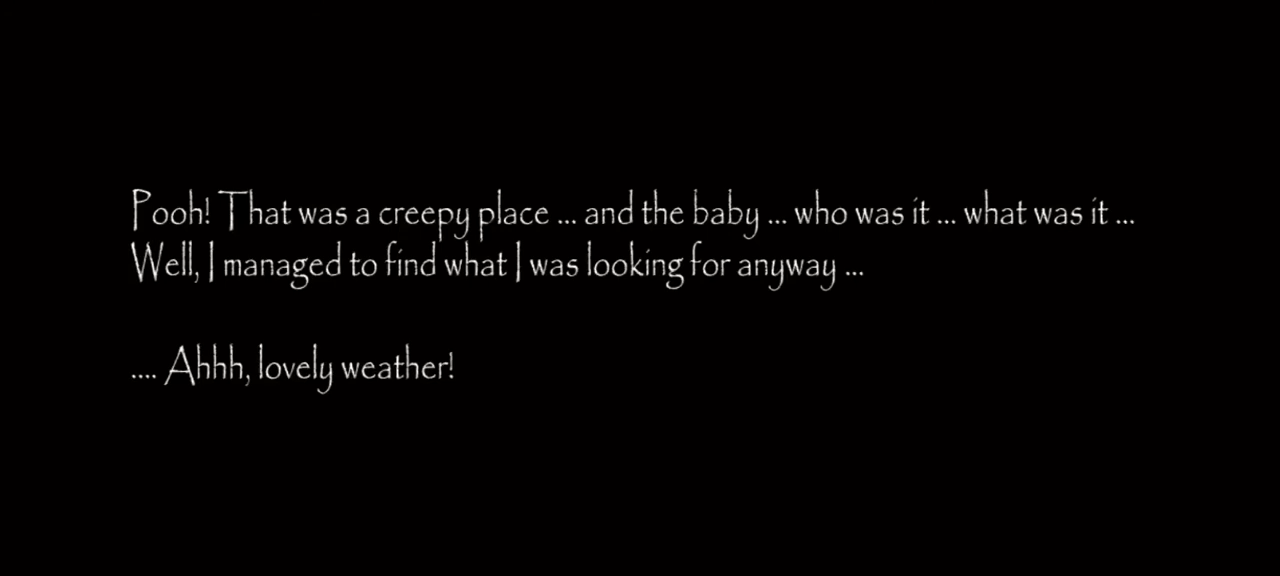 Pooh! That was a creepy place ... and the baby ... who was it ... what was it ...
Well, I managed to find what I was looking for anyway ...
.... Ahhh, lovely weather!